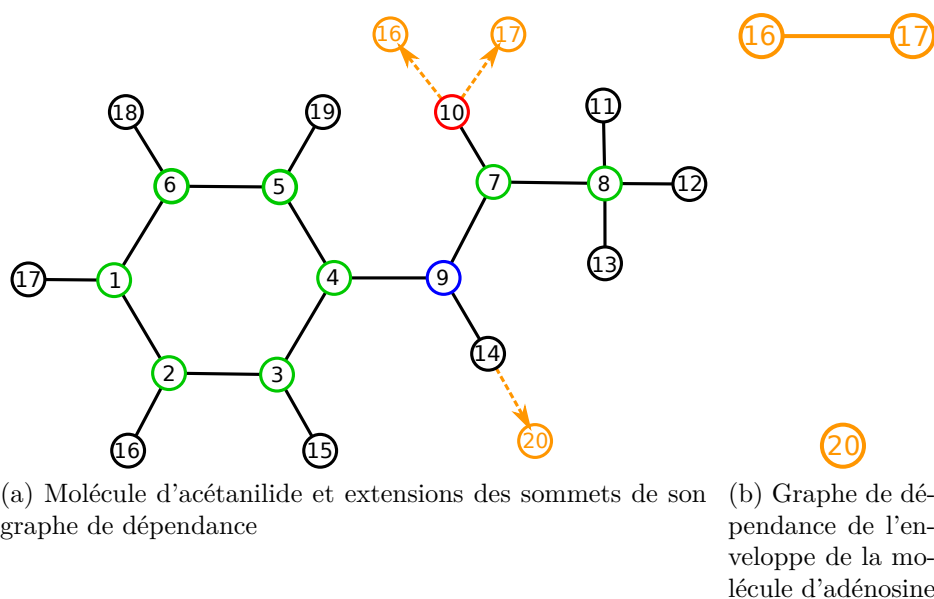 16 17 16 17
18 19 10 11
6 5 7 8 12
17 1 4 9 13
14
2 3
16 15 20 20
(a) Molécule d'acétanilide et extensions des sommets de son
graphe de dépendance
(b) Graphe de dé-
pendance de l'en-
veloppe de la mo-
lécule d'adénosine